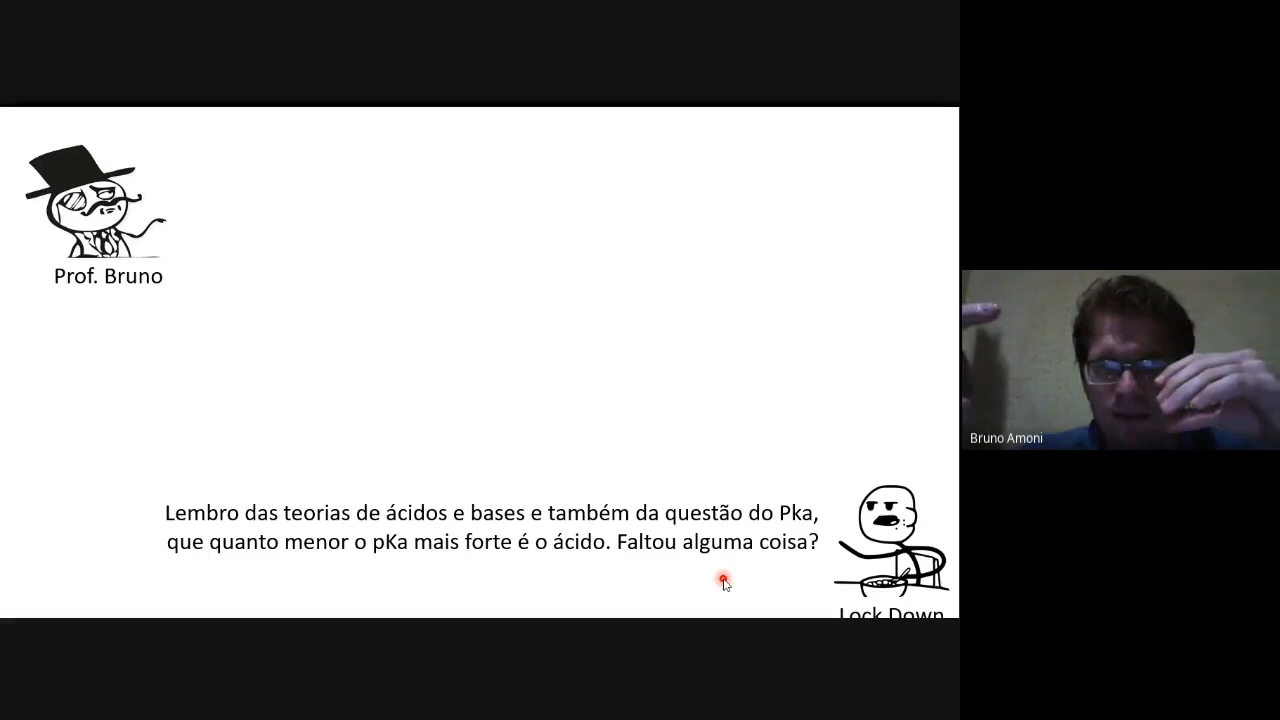 Prof. Bruno
Bruno Amoni
Lembro das teorias de ácidos e bases e também da questão do Pka,
que quanto menor o pKa mais forte é o ácido. Faltou alguma coisa?
Lock Down